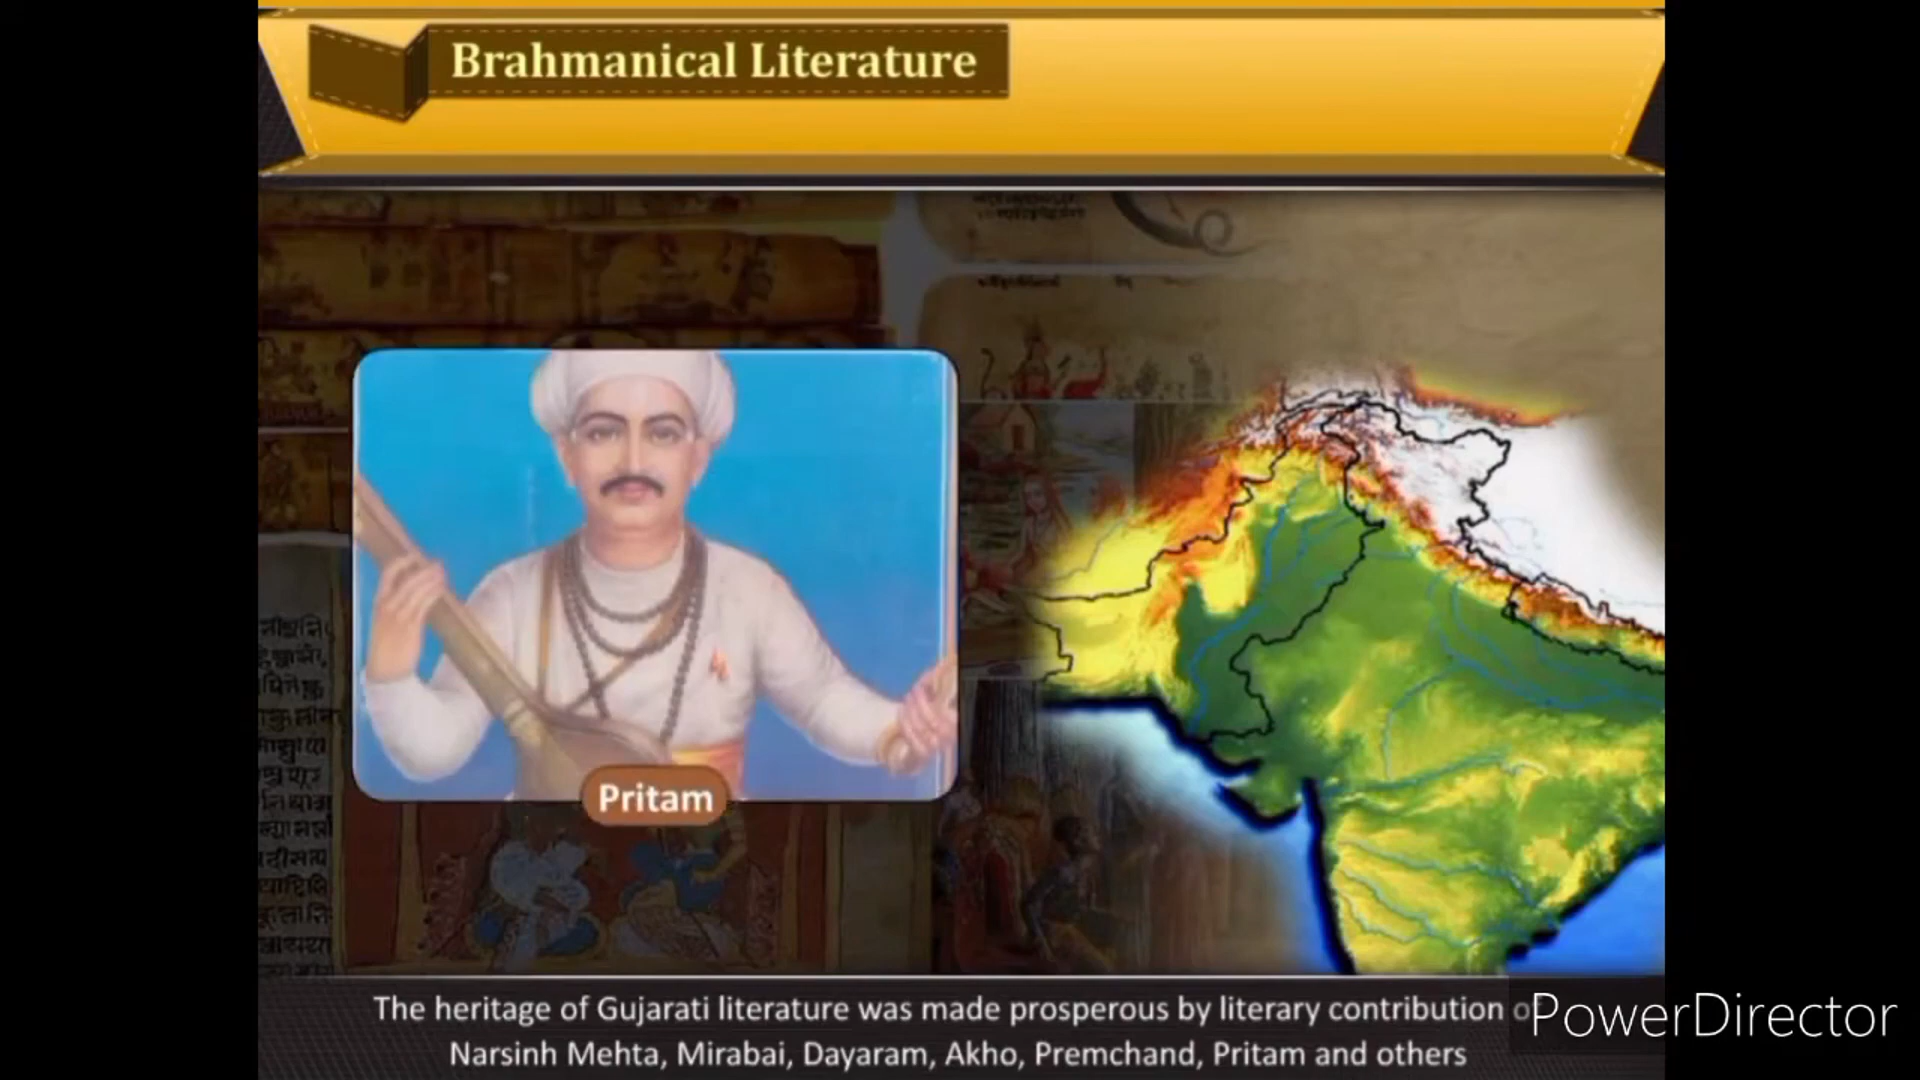 Brahmanical Literature
Pritam
The heritage of Gujarati literature was made prosperous by literary contribution
Narsinh Mehta, Mirabai, Dayaram, Akho, Premchand, Pritam and others
PowerDirector